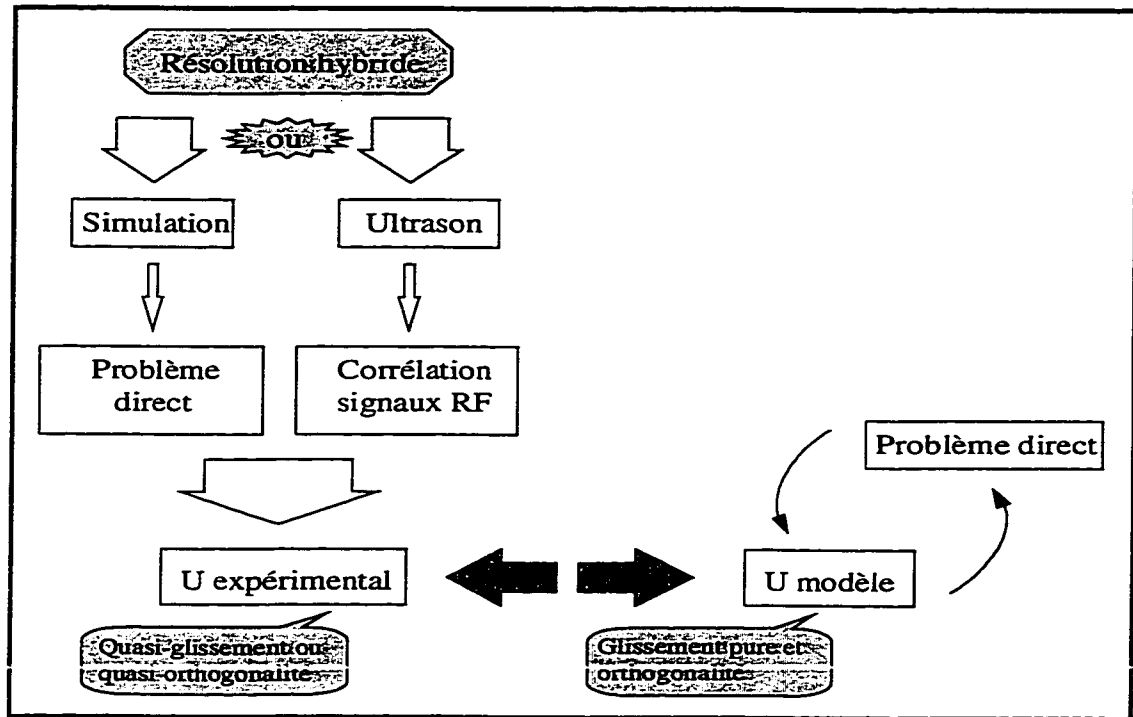 Résolution hybride
ou
Simulation
Ultrason
Problème
direct
Corrélation
signaux RF
Problème direct
U expérimental
U modèle
Quasi-glissement ou
quasi-orthogonalité
Glissement pure et
orthogonalité